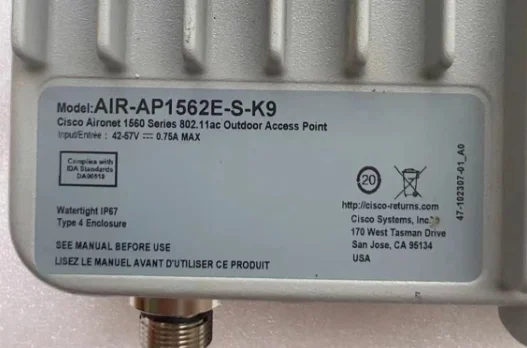 Model:AIR-AP1562E-S-K9
Cisco Aironet 1560 Series 802.11ac Outdoor Access Point
Input/Entrée : 42-57V ⎓ 0.75A MAX
Complies with
IDA Standards
DA00919
20
http://cisco-returns.com
Watertight IP67
Type 4 Enclosure
Cisco Systems, Inc.
170 West Tasman Drive
San Jose, CA 95134
USA
SEE MANUAL BEFORE USE
LISEZ LE MANUEL AVANT D'UTILISER CE PRODUIT
47-102307-01_A0